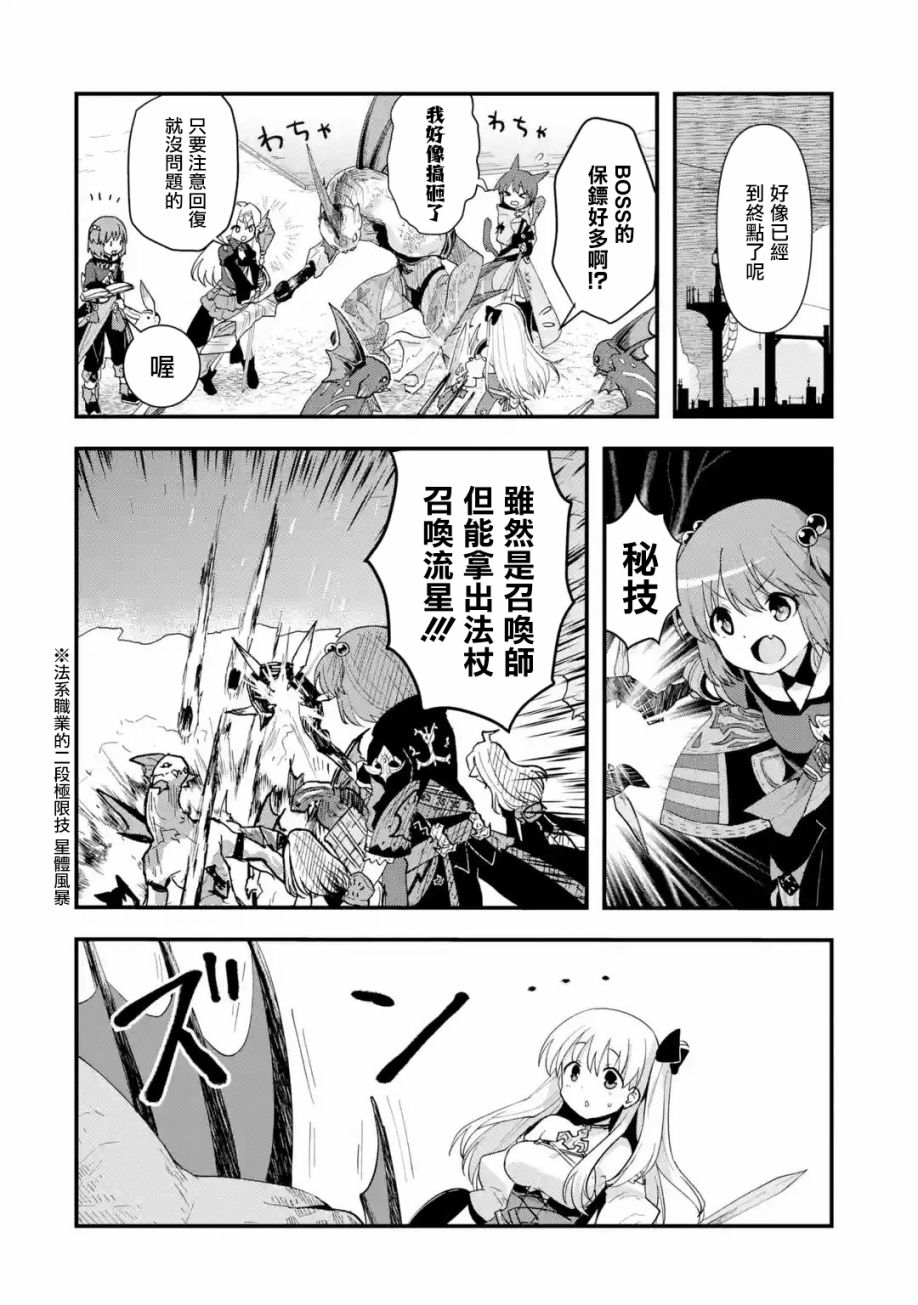 好像已經
到終點了呢
BOSS的
保鏢好多啊!?
わちゃ
我好像搞砸了
わちゃ
只要注意回復
就沒問題的
喔
秘技
雖然是召喚師
但能拿出法杖
召喚流星!!!
※法系職業的二段極限技 星體風暴
ズン